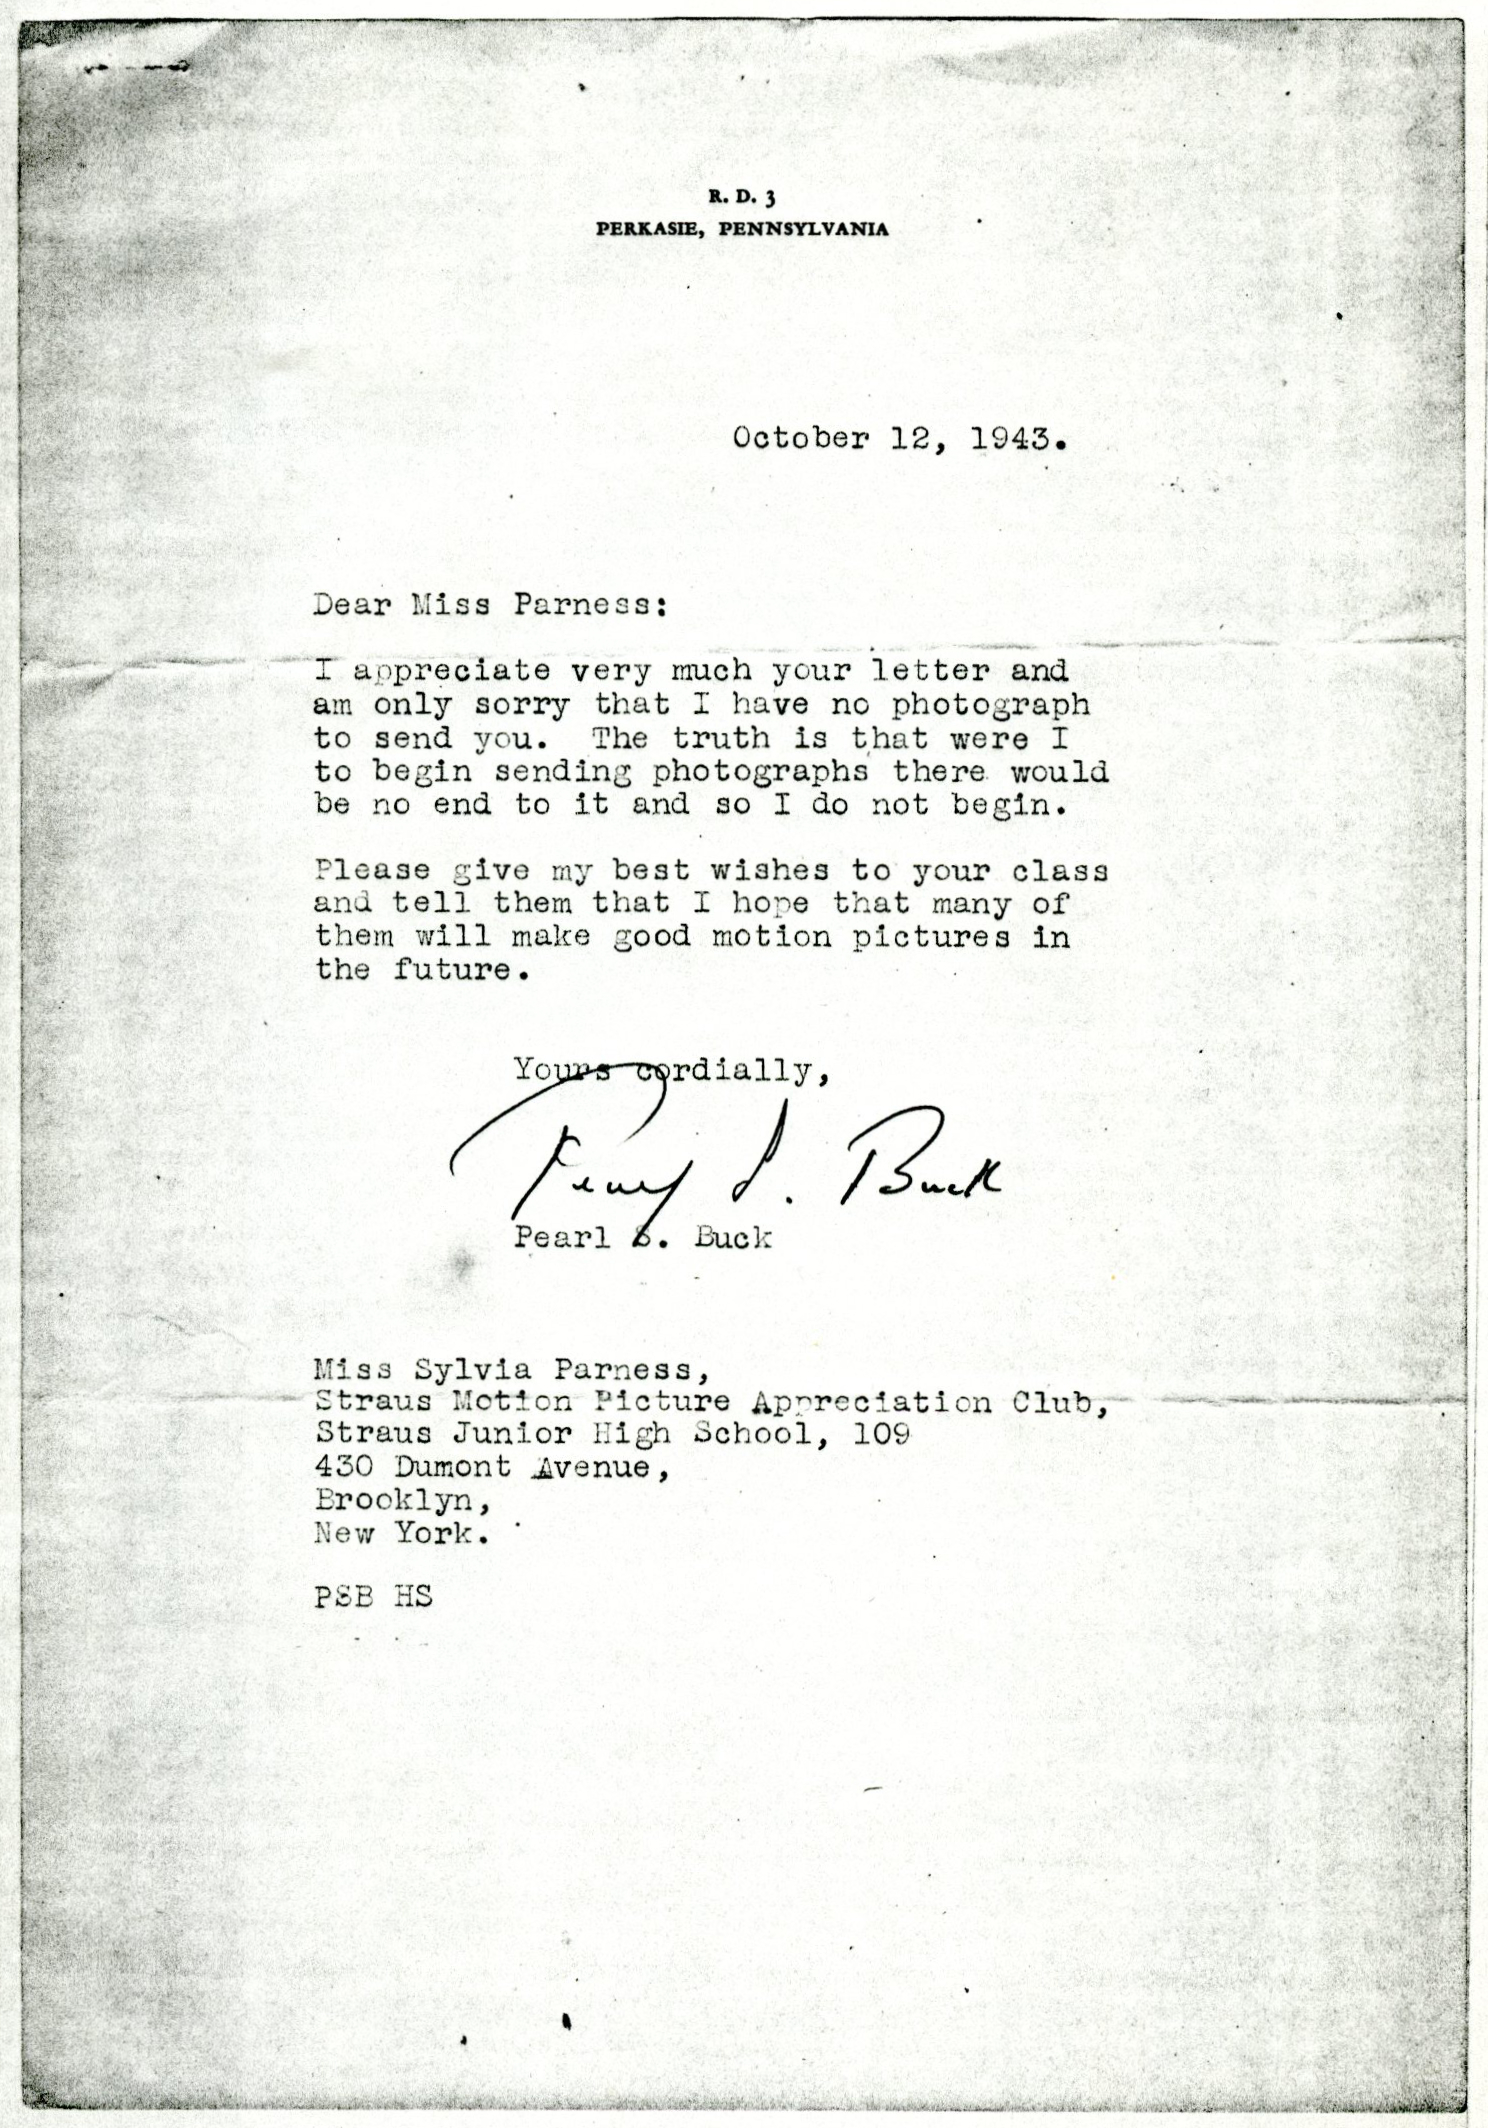 R. D. 3
PERKASIE, PENNSYLVANIA
October 12, 1943.
Dear Miss Parness:
I appreciate very much your letter and
am only sorry that I have no photograph
to send you. The truth is that were I
to begin sending photographs there would
be no end to it and so I do not begin.
Please give my best wishes to your class
and tell them that I hope that many of
them will make good motion pictures in
the future.
Yours cordially,
Pearl S. Buck
Pearl S. Buck
Miss Sylvia Parness,
Straus Motion Picture Appreciation Club,
Straus Junior High School, 109
430 Dumont Avenue,
Brooklyn,
New York.
PSB HS